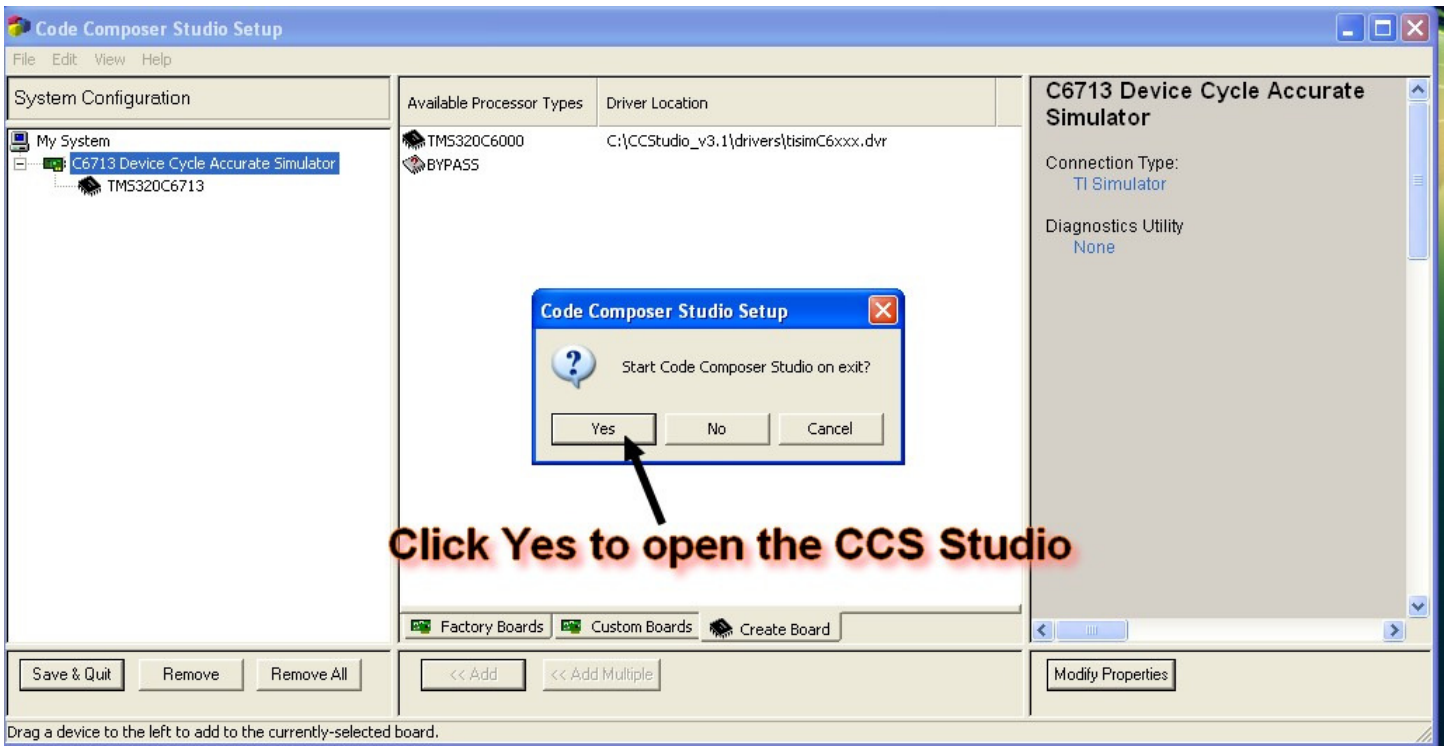 Code Composer Studio Setup
File Edit View Help
System Configuration
My System
C6713 Device Cycle Accurate Simulator
TMS320C6713
Available Processor Types Driver Location
TMS320C6000 C:\CCStudio_v3.1\drivers\tisimC6xxx.dvr
BYPASS
C6713 Device Cycle Accurate
Simulator
Connection Type:
TI Simulator
Diagnostics Utility
None
Code Composer Studio Setup
Start Code Composer Studio on exit?
Yes No Cancel
Click Yes to open the CCS Studio
Factory Boards Custom Boards Create Board
Save & Quit Remove Remove All << Add << Add Multiple Modify Properties
Drag a device to the left to add to the currently-selected board.